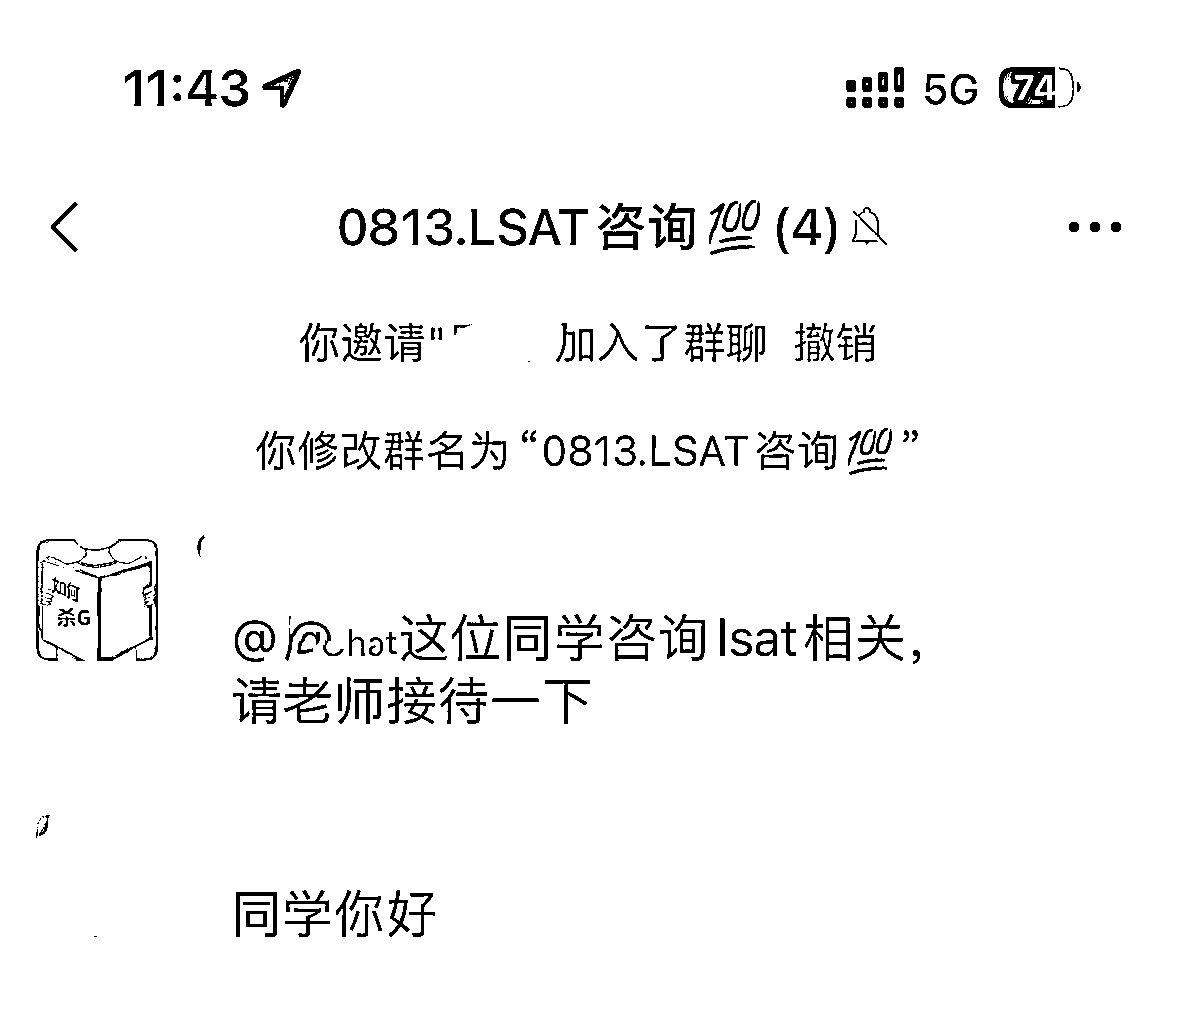 11:43 5G 74
0813.LSAT咨询💯(4)
你邀请" 加入了群聊 撤销
你修改群名为“0813.LSAT咨询💯”
如何
杀G
@ hat这位同学咨询lsat相关,
请老师接待一下
同学你好